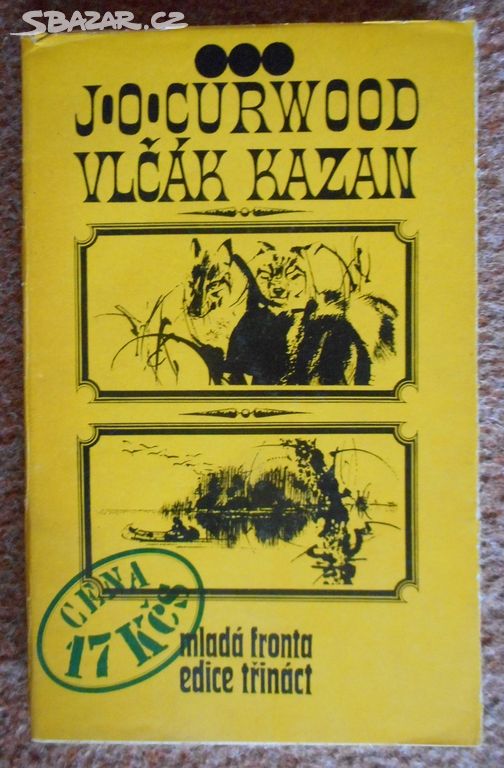 SBAZAR.CZ
J•O•CURWOOD
VLČÁK KAZAN
CENA
17 Kčs
mladá fronta
edice třináct